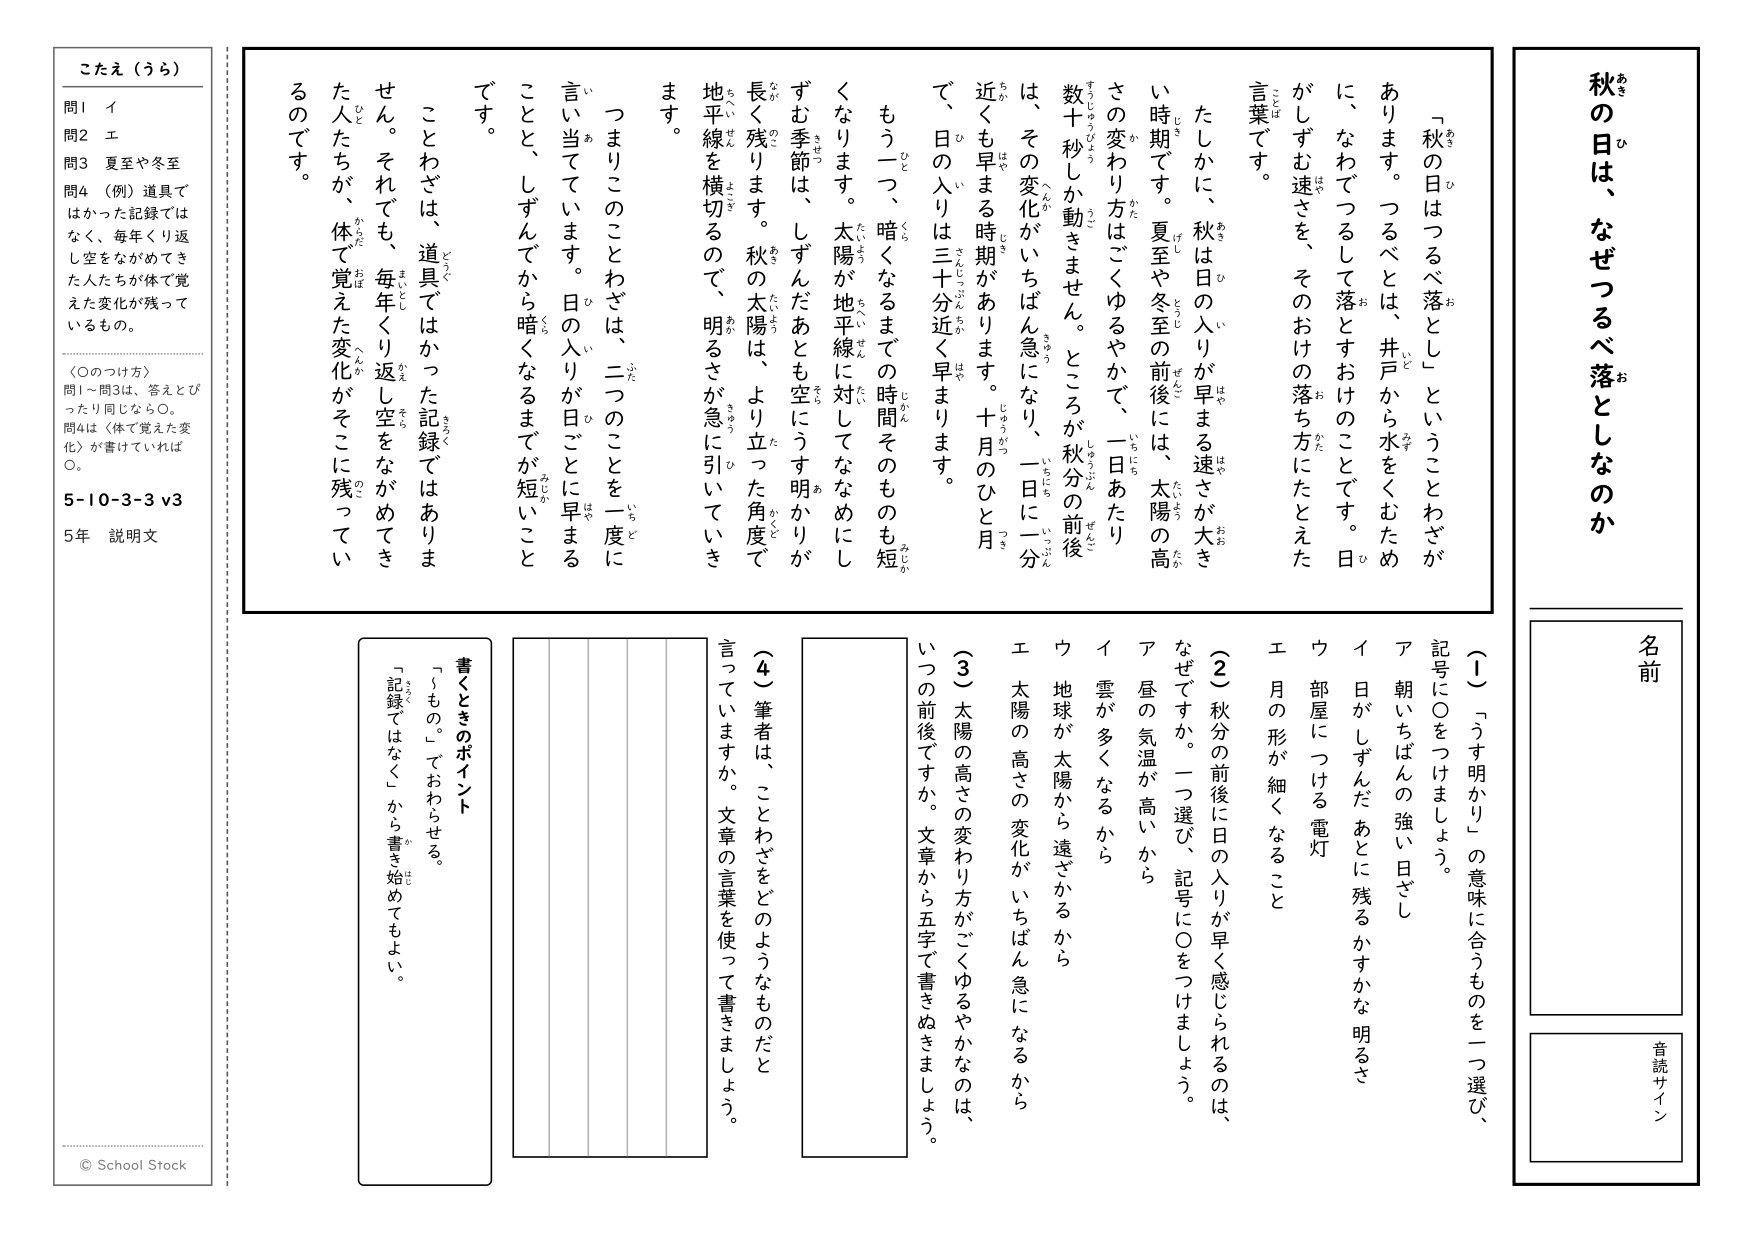 秋の日は、なぜつるべ落としなのか
名前
音読サイン
「秋の日はつるべ落とし」ということわざが
あります。つるべとは、井戸から水をくむため
に、なわでつるして落とすおけのことです。日
がしずむ速さを、そのおけの落ち方にたとえた
言葉です。
たしかに、秋は日の入りが早まる速さが大き
い時期です。夏至や冬至の前後には、太陽の高
さの変わり方はごくゆるやかで、一日あたり
数十秒しか動きません。ところが秋分の前後
は、その変化がいちばん急になり、一日に一分
近くも早まる時期があります。十月のひと月
で、日の入りは三十分近く早まります。
もう一つ、暗くなるまでの時間そのものも短
くなります。太陽が地平線に対してななめにし
ずむ季節は、しずんだあとも空にうす明かりが
長く残ります。秋の太陽は、より立った角度で
地平線を横切るので、明るさが急に引いていき
ます。
つまりこのことわざは、二つのことを一度に
言い当てています。日の入りが日ごとに早まる
ことと、しずんでから暗くなるまでが短いこと
です。
ことわざは、道具ではかった記録ではありま
せん。それでも、毎年くり返し空をながめてき
た人たちが、体で覚えた変化がそこに残ってい
るのです。
(1)「うす明かり」の意味に合うものを一つ選び、
記号に○をつけましょう。
ア 朝いちばんの 強い 日ざし
イ 日が しずんだ あとに 残る かすかな 明るさ
ウ 部屋に つける 電灯
エ 月の 形が 細く なる こと
(2) 秋分の前後に日の入りが早く感じられるのは、
なぜですか。一つ選び、記号に○をつけましょう。
ア 昼の 気温が 高い から
イ 雲が 多く なる から
ウ 地球が 太陽から 遠ざかる から
エ 太陽の 高さの 変化が いちばん 急に なる から
(3) 太陽の高さの変わり方がごくゆるやかなのは、
いつの前後ですか。文章から五字で書きぬきましょう。
(4) 筆者は、ことわざをどのようなものだと
言っていますか。文章の言葉を使って書きましょう。
書くときのポイント
「〜もの。」でおわらせる。
「記録ではなく」から書き始めてもよい。
こたえ（うら）
問1 イ
問2 エ
問3 夏至や冬至
問4 （例）道具で
はかった記録では
なく、毎年くり返
し空をながめてき
た人たちが体で覚
えた変化が残って
いるもの。
〈○のつけ方〉
問1〜問3は、答えとぴ
ったり同じなら○。
問4は〈体で覚えた変
化〉が書けていれば
○。
5-10-3-3 v3
5年 説明文
© School Stock